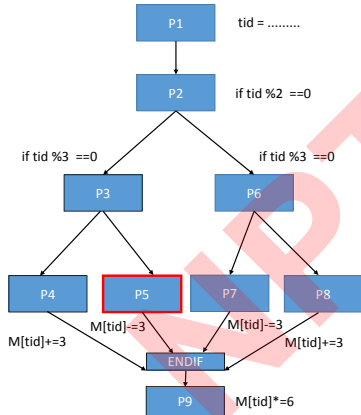 P1 tid = .........
P2 if tid %2 ==0
if tid %3 ==0 if tid %3 ==0
P3 P6
P4 P5 P7 P8
M[tid]+=3 M[tid]-=3 M[tid]-=3 M[tid]+=3
ENDIF
P9 M[tid]*=6
NPT